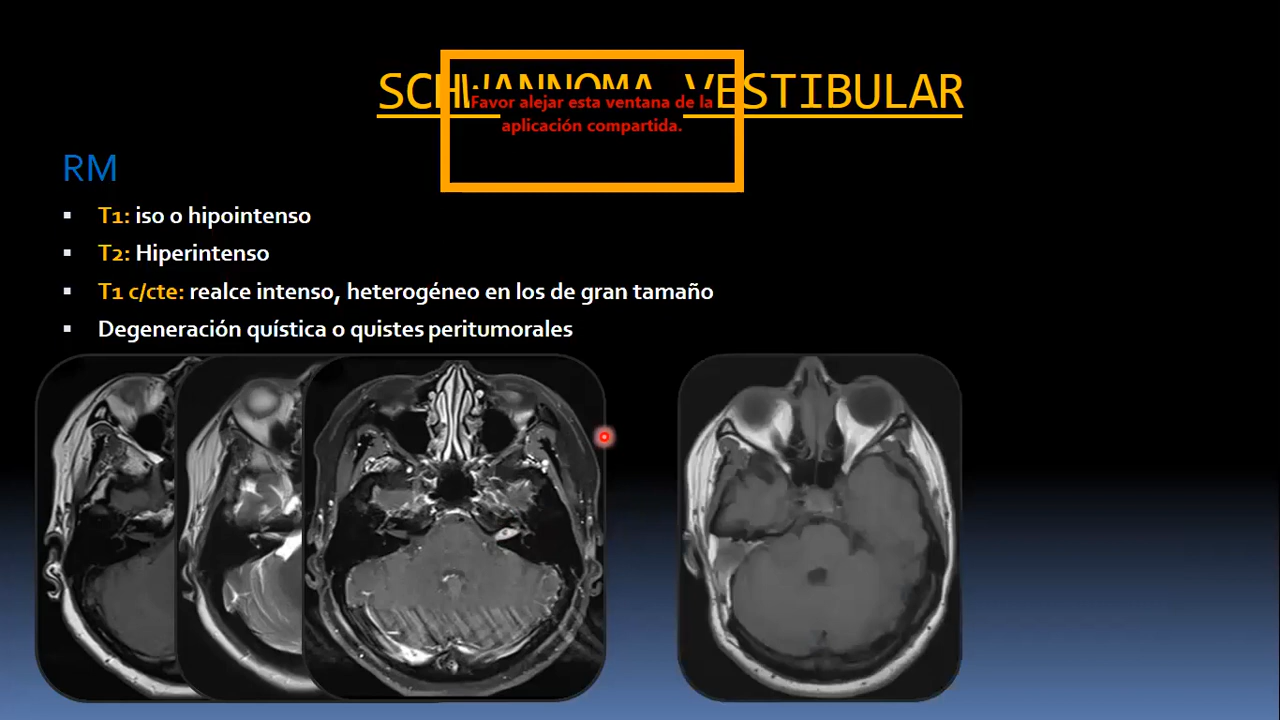 SCHWANNOMA VESTIBULAR
Favor alejar esta ventana de la
aplicación compartida.
RM
▪ T1: iso o hipointenso
▪ T2: Hiperintenso
▪ T1 c/cte: realce intenso, heterogéneo en los de gran tamaño
▪ Degeneración quística o quistes peritumorales